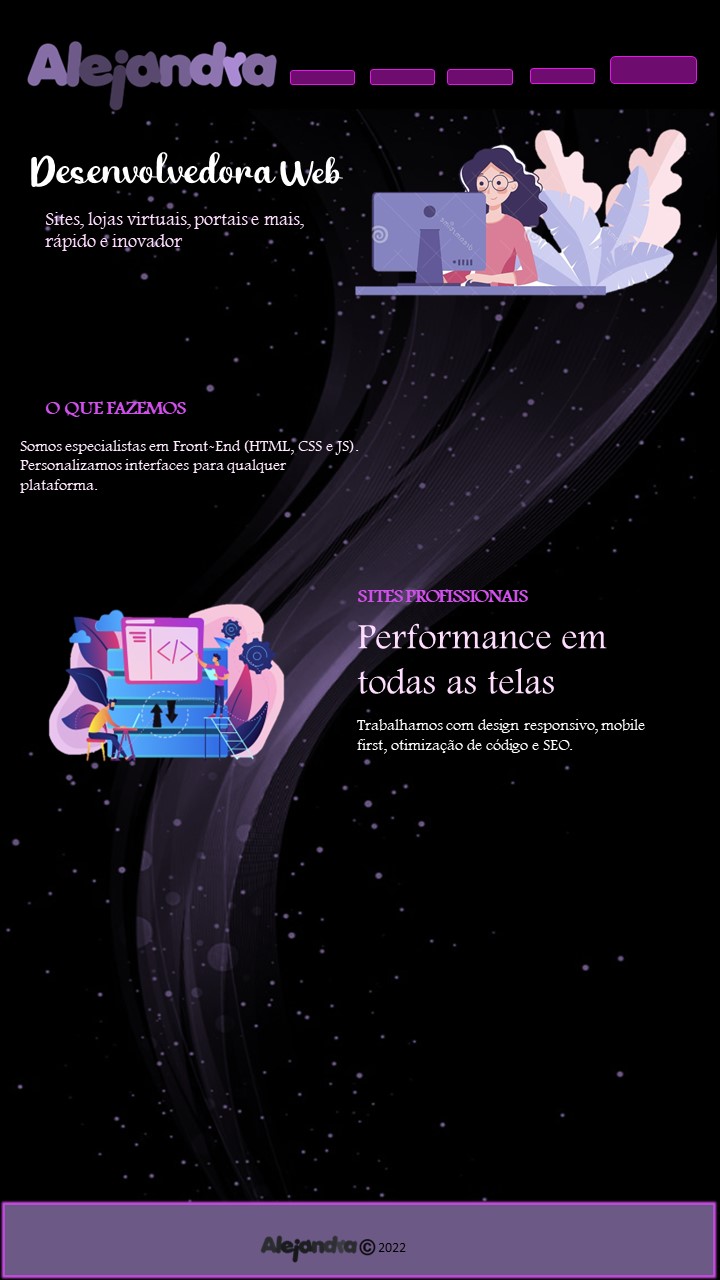 Alejandra
Desenvolvedora Web
Sites, lojas virtuais, portais e mais,
rápido e inovador
O QUE FAZEMOS
Somos especialistas em Front-End (HTML, CSS e JS).
Personalizamos interfaces para qualquer
plataforma.
SITES PROFISSIONAIS
Performance em
todas as telas
</>
Trabalhamos com design responsivo, mobile
first, otimização de código e SEO.
Alejandra © 2022